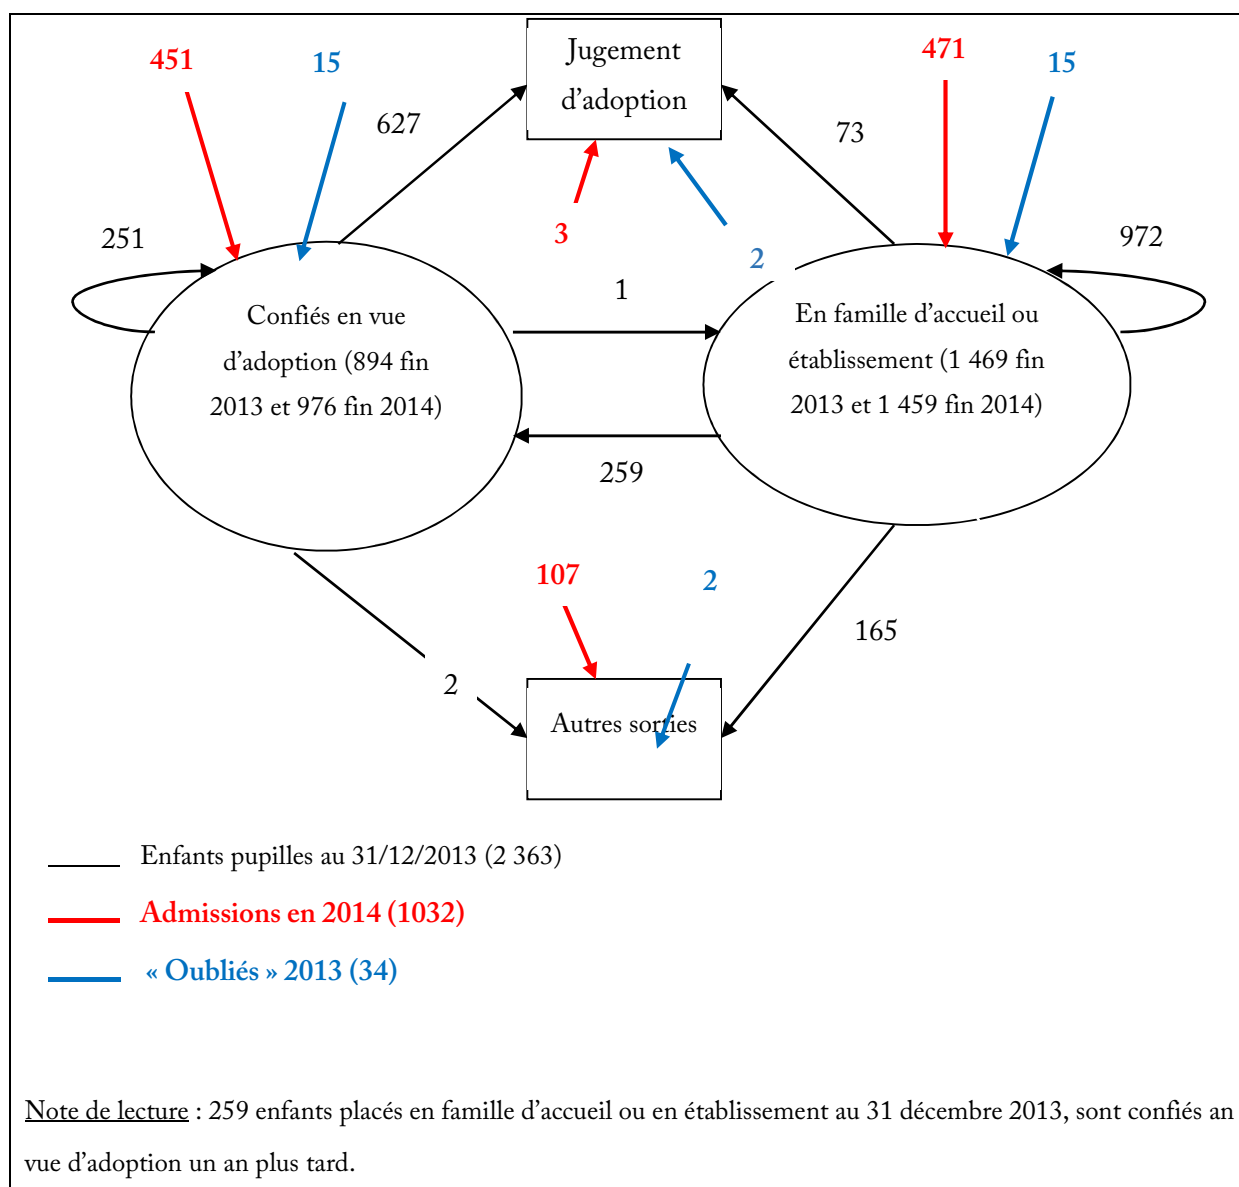 451
15
Jugement
d’adoption
471
15
627
73
3
2
251
972
1
Confiés en vue
d’adoption (894 fin
2013 et 976 fin 2014)
En famille d’accueil ou
établissement (1 469 fin
2013 et 1 459 fin 2014)
259
107
2
165
2
Autres sorties
Enfants pupilles au 31/12/2013 (2 363)
Admissions en 2014 (1032)
« Oubliés » 2013 (34)
Note de lecture : 259 enfants placés en famille d’accueil ou en établissement au 31 décembre 2013, sont confiés an
vue d’adoption un an plus tard.